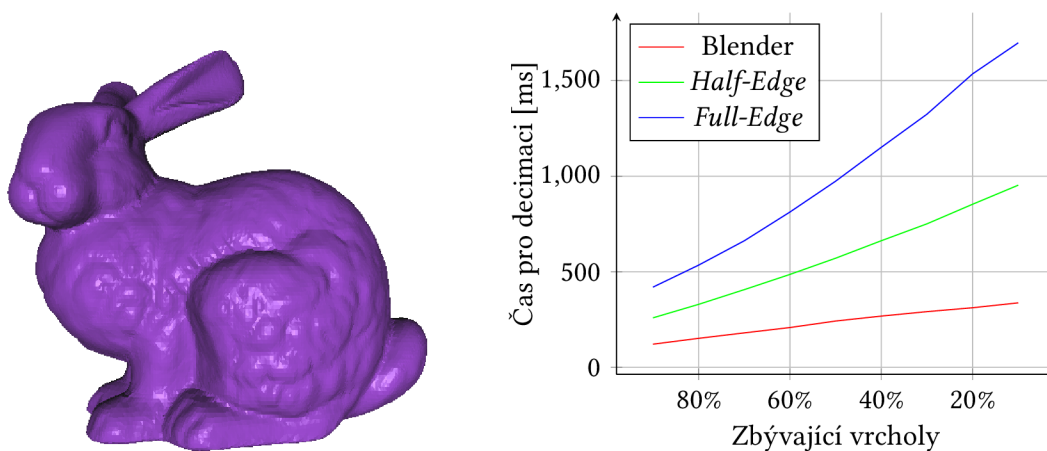 Blender
Half-Edge
Full-Edge
Čas pro decimaci [ms]
1,500
1,000
500
0
80% 60% 40% 20%
Zbývající vrcholy